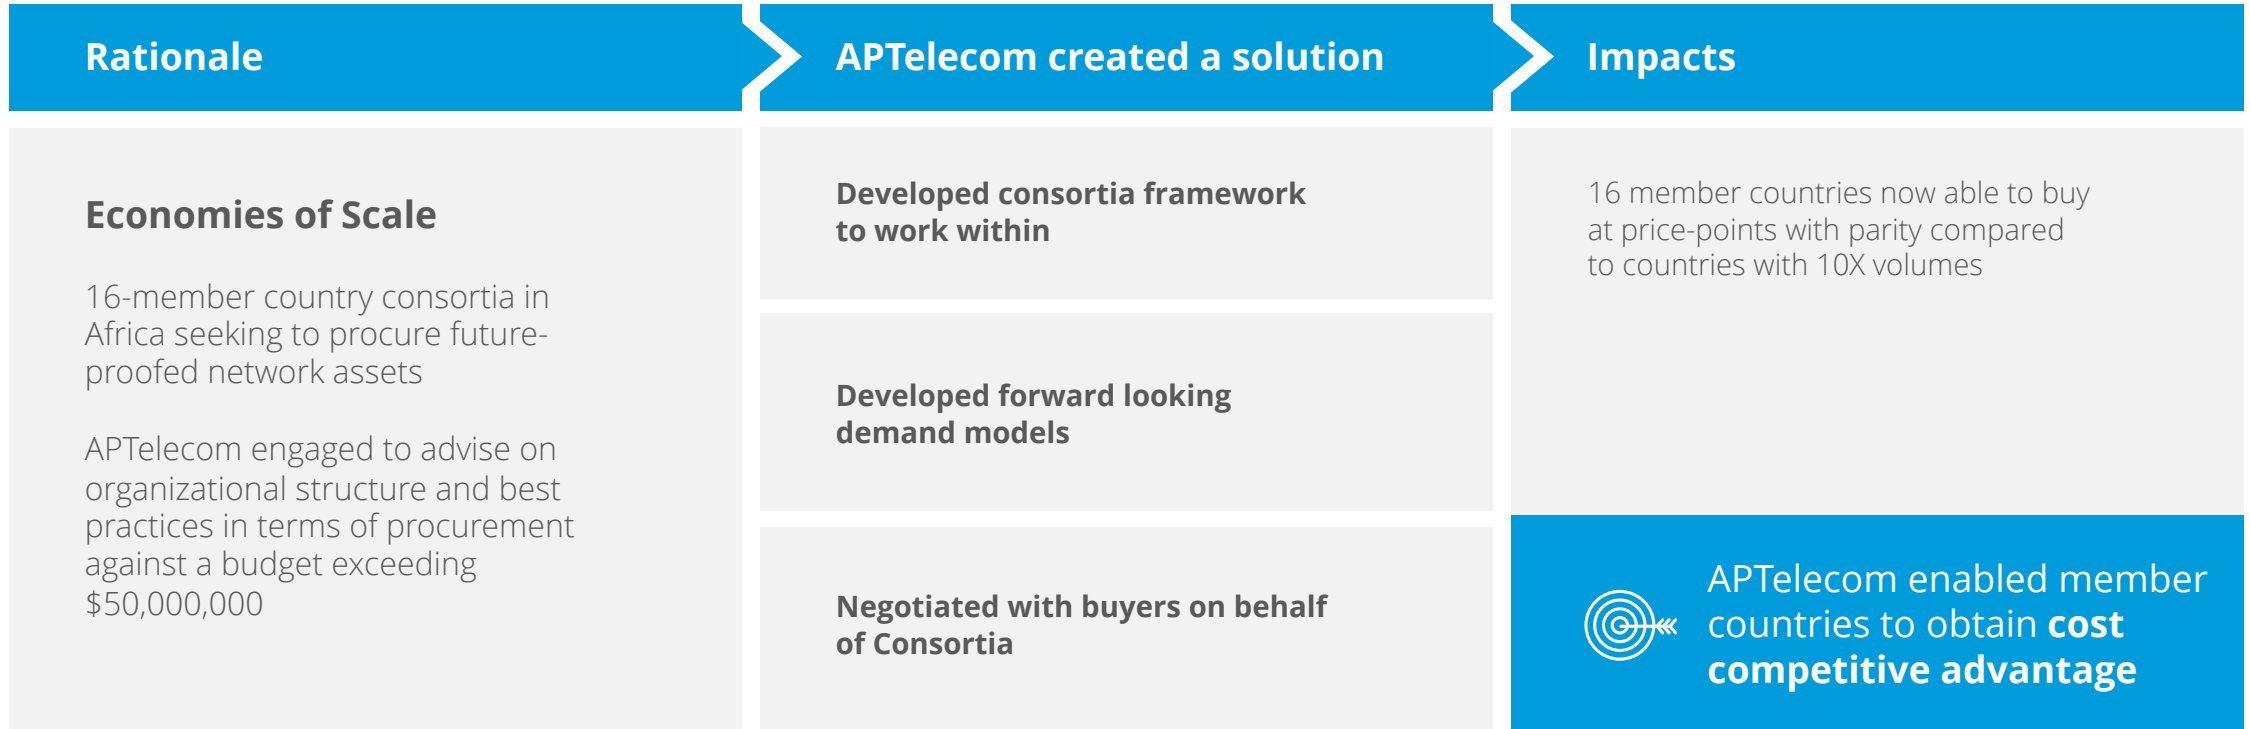 Rationale
Economies of Scale
16-member country consortia in
Africa seeking to procure future-
proofed network assets
APTelecom engaged to advise on
organizational structure and best
practices in terms of procurement
against a budget exceeding
$50,000,000
APTelecom created a solution
Developed consortia framework
to work within
Developed forward looking
demand models
Negotiated with buyers on behalf
of Consortia
Impacts
16 member countries now able to buy
at price-points with parity compared
to countries with 10X volumes
APTelecom enabled member
countries to obtain cost
competitive advantage